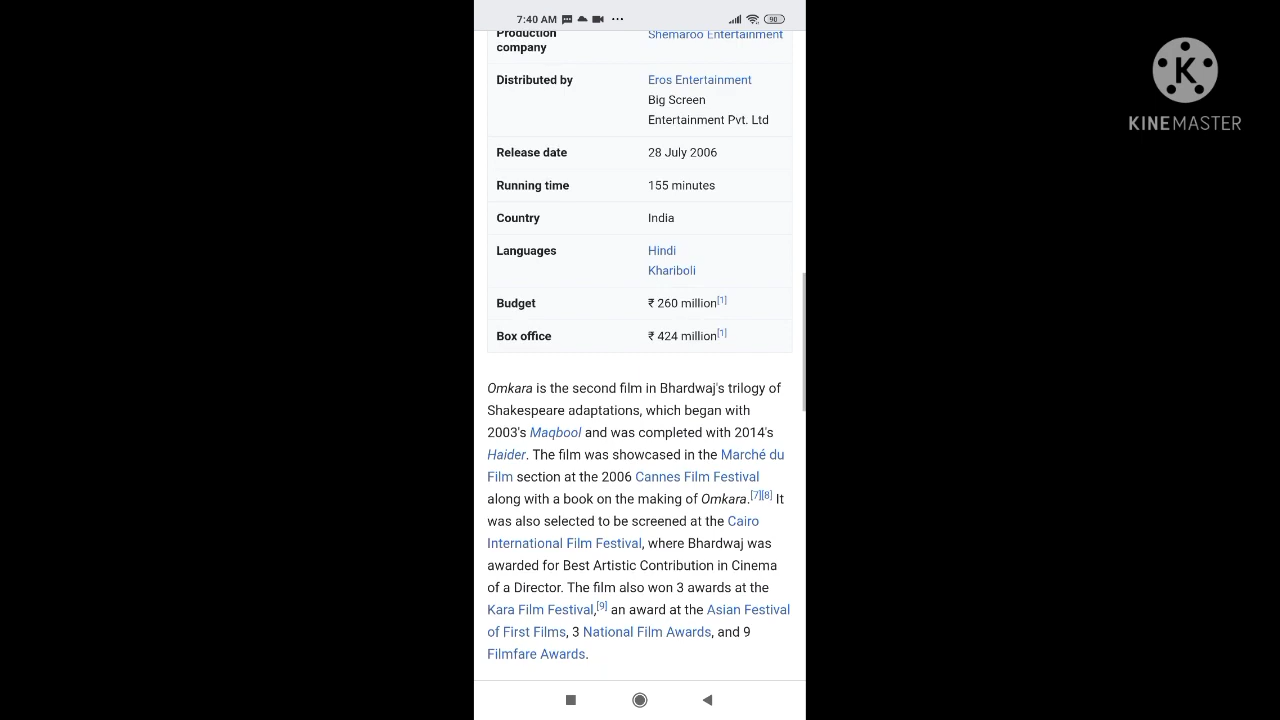 7:40 AM
90
Production
company
Shemaroo Entertainment
Distributed by
Eros Entertainment
Big Screen
Entertainment Pvt. Ltd
Release date
28 July 2006
Running time
155 minutes
Country
India
Languages
Hindi
Khariboli
Budget
₹ 260 million[1]
Box office
₹ 424 million[1]
Omkara is the second film in Bhardwaj's trilogy of
Shakespeare adaptations, which began with
2003's Maqbool and was completed with 2014's
Haider. The film was showcased in the Marché du
Film section at the 2006 Cannes Film Festival
along with a book on the making of Omkara.[7][8] It
was also selected to be screened at the Cairo
International Film Festival, where Bhardwaj was
awarded for Best Artistic Contribution in Cinema
of a Director. The film also won 3 awards at the
Kara Film Festival,[9] an award at the Asian Festival
of First Films, 3 National Film Awards, and 9
Filmfare Awards.
K
KINEMASTER